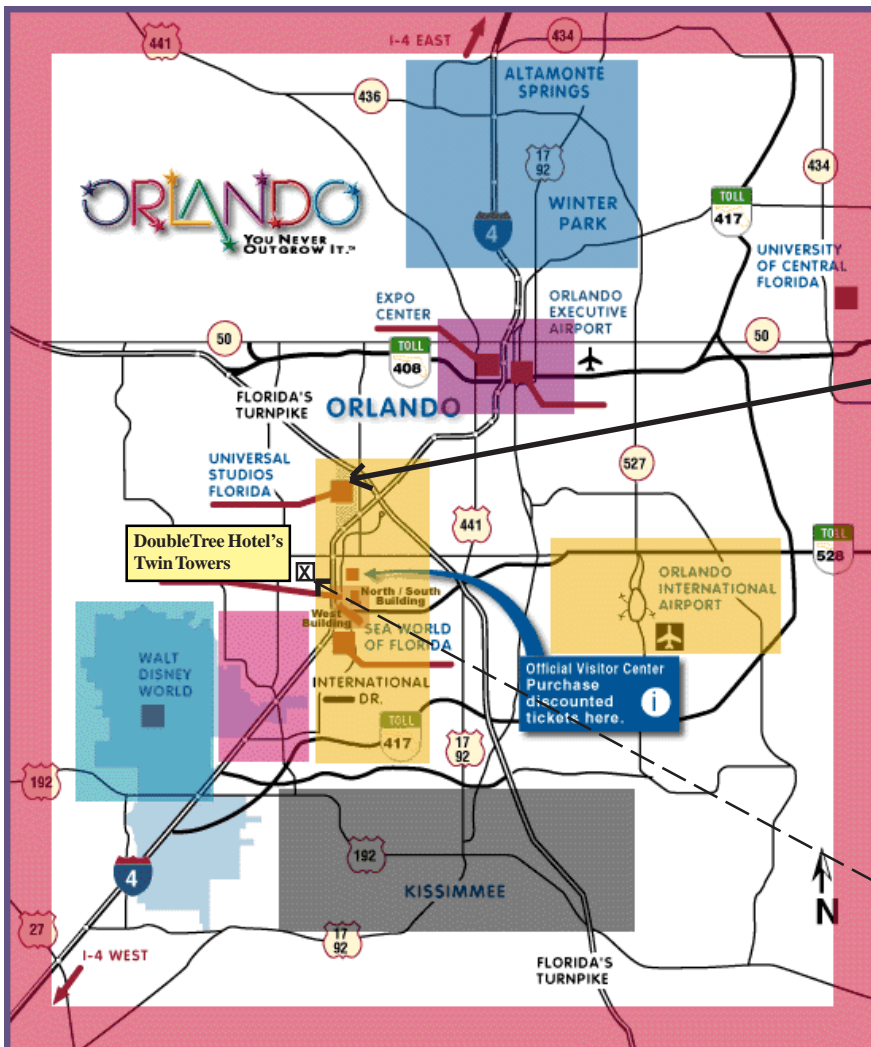 I-4 EAST
434
441
ALTAMONTE
SPRINGS
436
17
92
434
ORLANDO
YOU NEVER
OUTGROW IT.™
WINTER
PARK
TOLL
417
4
UNIVERSITY
OF CENTRAL
FLORIDA
EXPO
CENTER
ORLANDO
EXECUTIVE
AIRPORT
50
TOLL
408
50
FLORIDA'S
TURNPIKE
ORLANDO
UNIVERSAL
STUDIOS
FLORIDA
527
441
DoubleTree Hotel's
Twin Towers
X
TOLL
528
North / South
Building
West
Building
ORLANDO
INTERNATIONAL
AIRPORT
SEA WORLD
OF FLORIDA
WALT
DISNEY
WORLD
INTERNATIONAL
DR.
Official Visitor Center
Purchase
discounted
tickets here.
i
TOLL
417
17
92
192
192
4
KISSIMMEE
N
27
17
92
I-4 WEST
FLORIDA'S
TURNPIKE